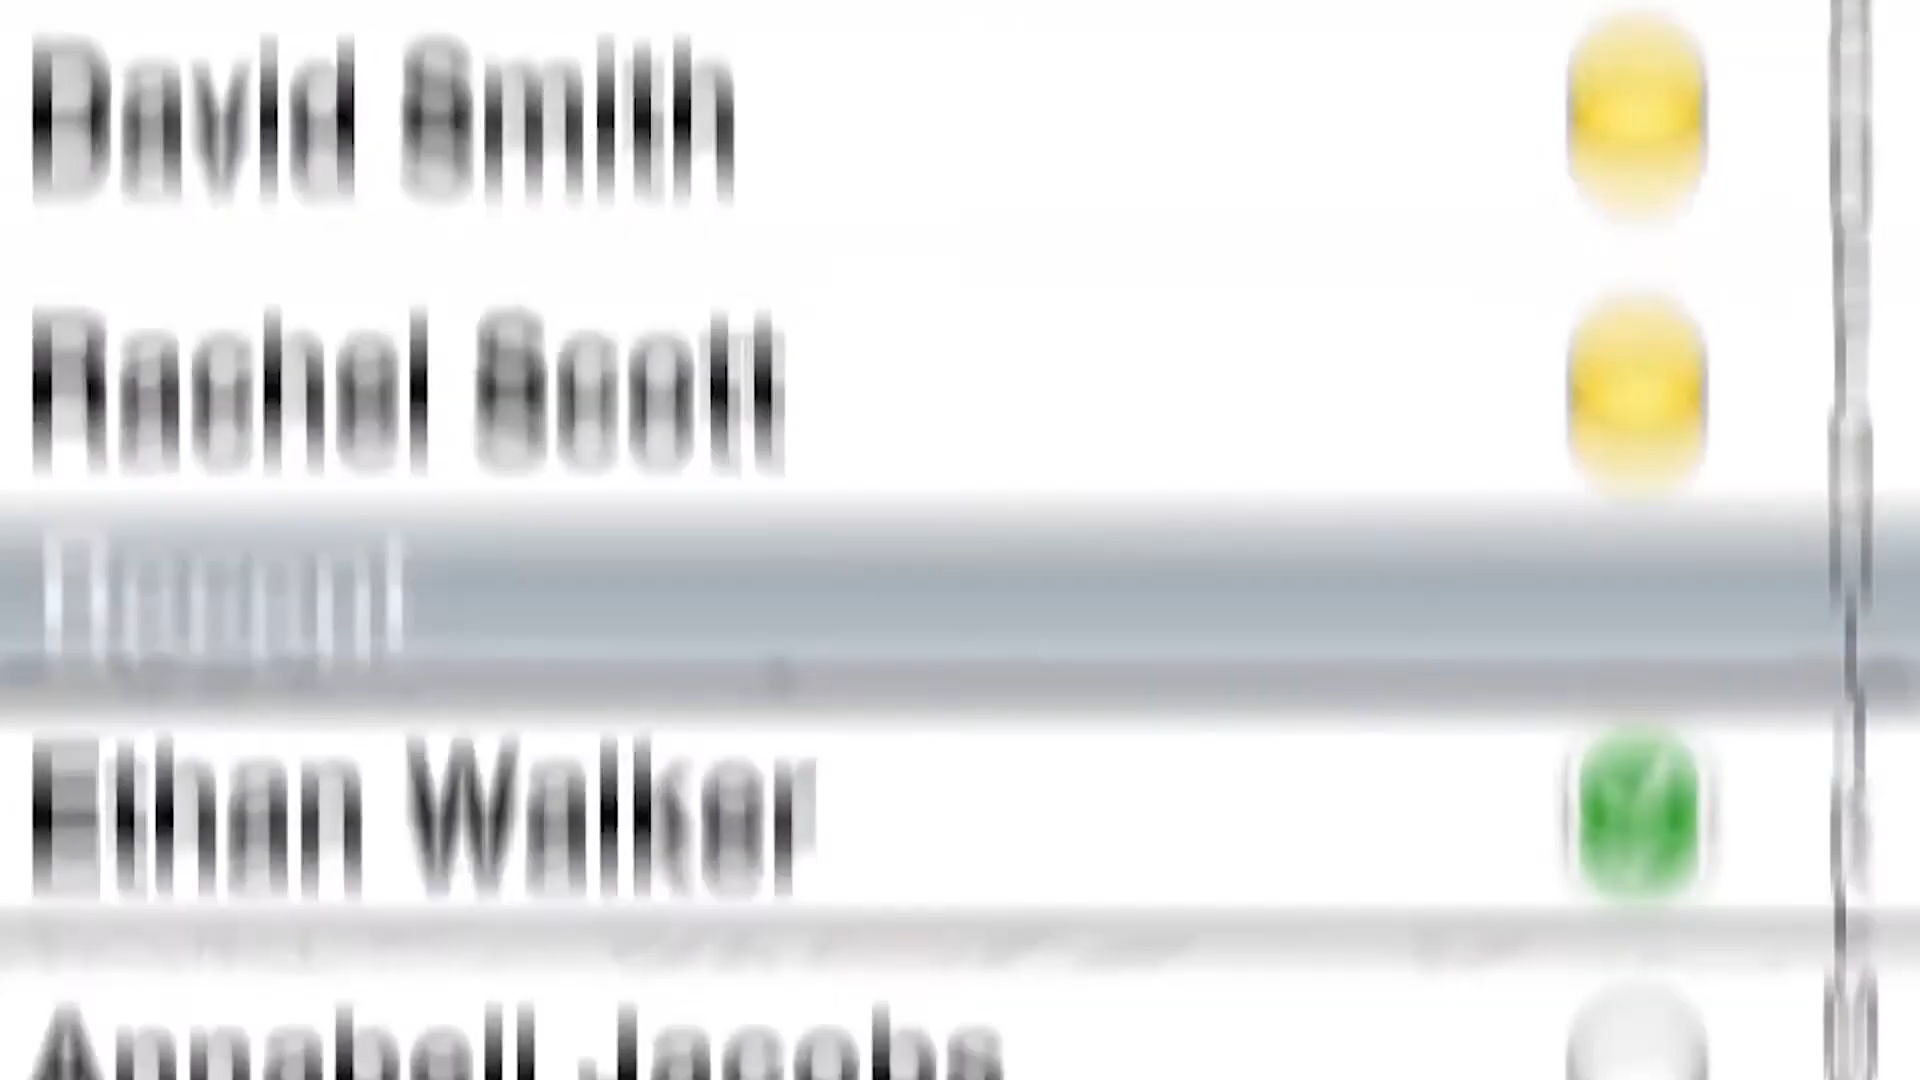 David Smith
Rachel Scott
Ethan Walker
Annabell Jacobs